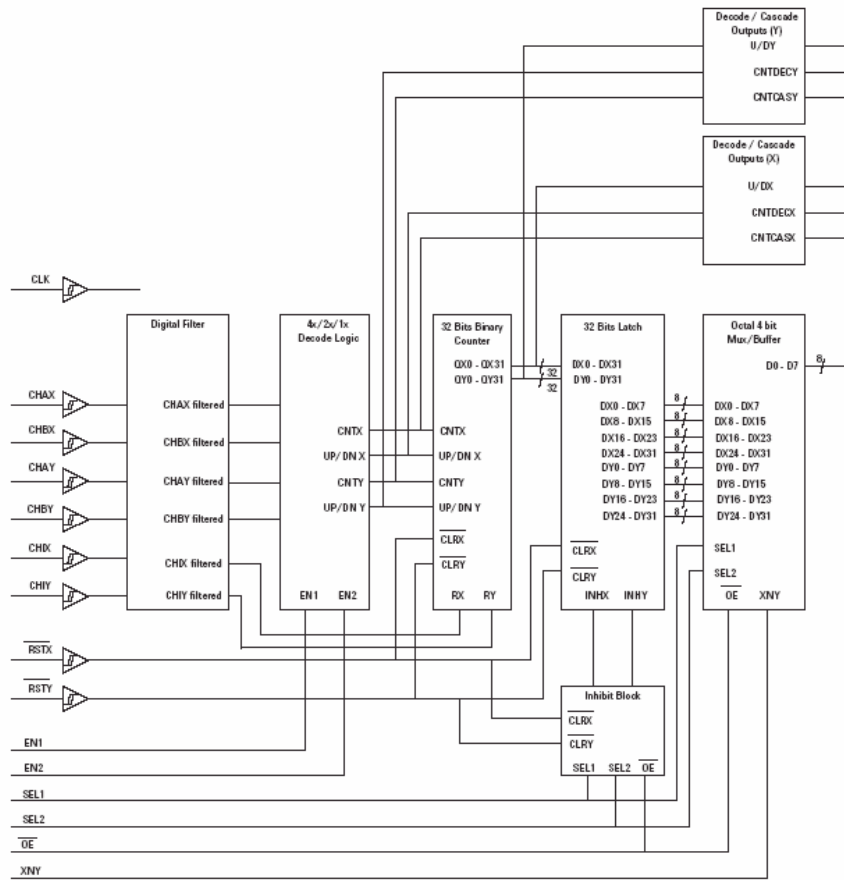 Decode / Cascade
Outputs (Y)
U/DY
CNTDECY
CNTCASY
Decode / Cascade
Outputs (X)
U/DX
CNTDECX
CNTCASX
CLK
Digital Filter
CHAX filtered
CHBX filtered
CHAY filtered
CHBY filtered
CHIX filtered
CHIY filtered
4x/2x/1x
Decode Logic
CNTX
UP/DN X
CNTY
UP/DN Y
EN1 EN2
32 Bits Binary
Counter
QX0 - QX31
QY0 - QY31
CNTX
UP/DN X
CNTY
UP/DN Y
CLRX
CLRY
RX RY
32
32
32 Bits Latch
DX0 - DX31
DY0 - DY31
DX0 - DX7
DX8 - DX15
DX16 - DX23
DX24 - DX31
DY0 - DY7
DY8 - DY15
DY16 - DY23
DY24 - DY31
CLRX
CLRY
INHX INHY
8
8
8
8
8
8
8
8
Octal 4 bit
Mux/Buffer
D0 - D7
8
DX0 - DX7
DX8 - DX15
DX16 - DX23
DX24 - DX31
DY0 - DY7
DY8 - DY15
DY16 - DY23
DY24 - DY31
SEL1
SEL2
OE XNY
CHAX
CHBX
CHAY
CHBY
CHIX
CHIY
RSTX
RSTY
Inhibit Block
CLRX
CLRY
SEL1 SEL2 OE
EN1
EN2
SEL1
SEL2
OE
XNY